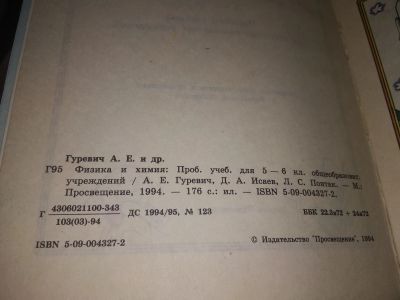 Гуревич А. Е. и др.
Г95 Физика и химия: Проб. учеб. для 5—6 кл. общеобразоват.
учреждений / А. Е. Гуревич, Д. А. Исаев, Л. С. Понтак. — М.:
Просвещение, 1994. — 176 с.: ил. — ISBN 5-09-004327-2.
Г 4306021100-343
103(03)-94 ДС 1994/95, № 123 ББК 22.3я72 + 24я72
ISBN 5-09-004327-2 © Издательство "Просвещение", 1994